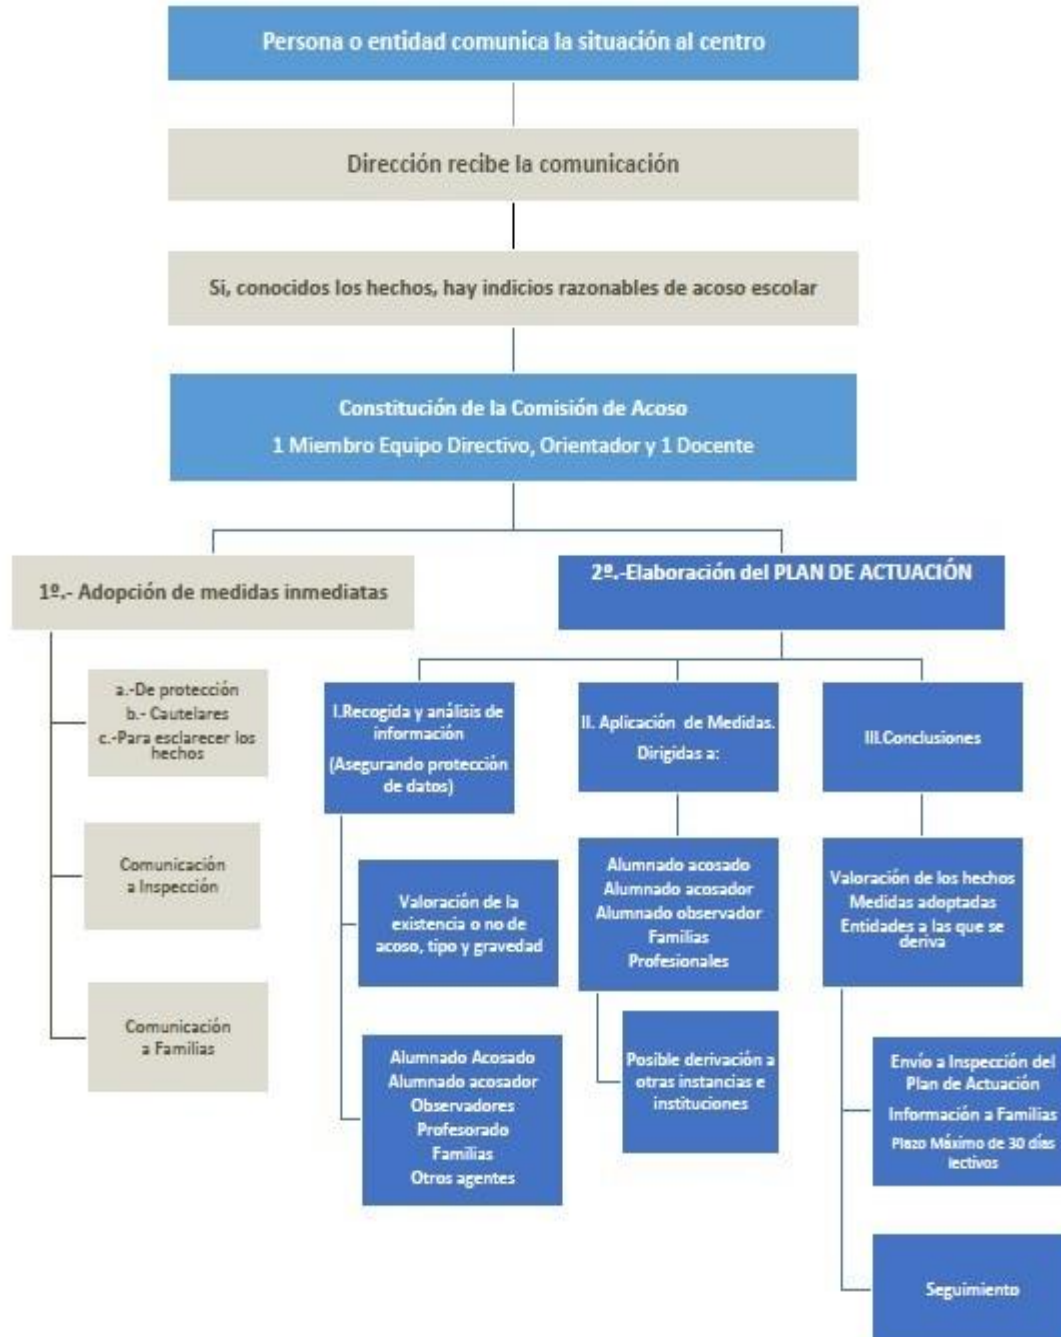 Persona o entidad comunica la situación al centro
Dirección recibe la comunicación
Si, conocidos los hechos, hay indicios razonables de acoso escolar
Constitución de la Comisión de Acoso
1 Miembro Equipo Directivo, Orientador y 1 Docente
1º.- Adopción de medidas inmediatas
a.-De protección
b.- Cautelares
c.-Para esclarecer los
hechos
Comunicación
a Inspección
Comunicación
a Familias
2º.-Elaboración del PLAN DE ACTUACIÓN
I.Recogida y análisis de
información
(Asegurando protección
de datos)
Valoración de la
existencia o no de
acoso, tipo y gravedad
Alumnado Acosado
Alumnado acosador
Observadores
Profesorado
Familias
Otros agentes
II. Aplicación de Medidas.
Dirigidas a:
Alumnado acosado
Alumnado acosador
Alumnado observador
Familias
Profesionales
Posible derivación a
otras instancias e
instituciones
III.Conclusiones
Valoración de los hechos
Medidas adoptadas
Entidades a las que se
deriva
Envío a Inspección del
Plan de Actuación
Información a Familias
Plazo Máximo de 30 días
lectivos
Seguimiento